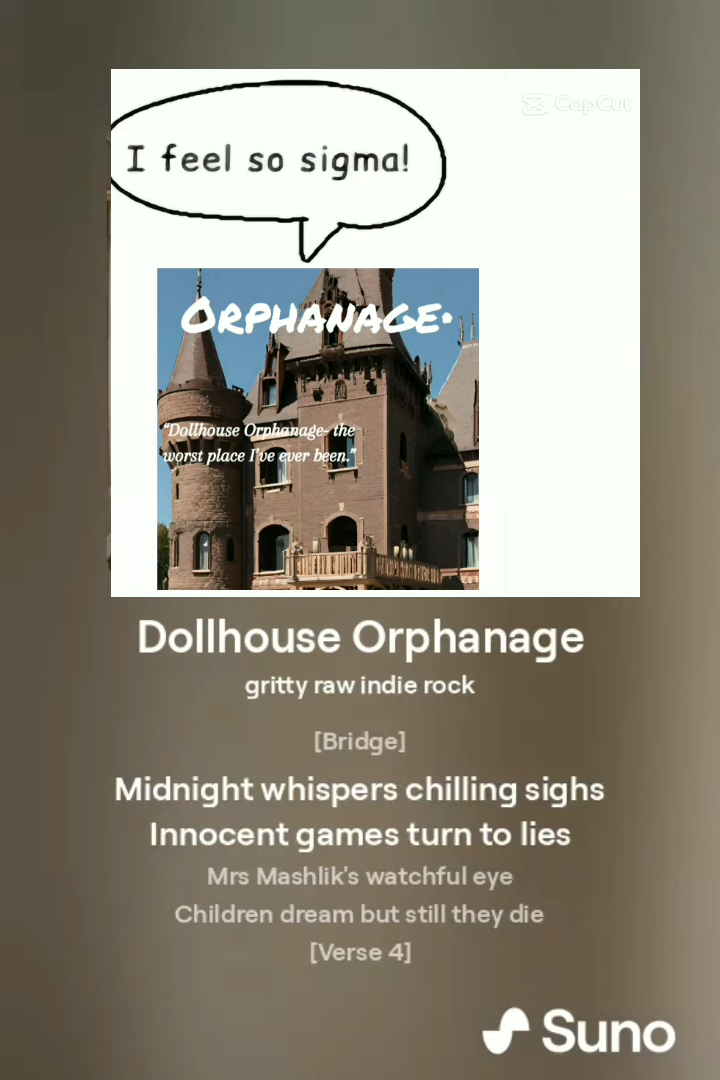 CapCut
I feel so sigma!
ORPHANAGE•
"Dollhouse Orphanage- the
worst place I've ever been."
Dollhouse Orphanage
gritty raw indie rock
[Bridge]
Midnight whispers chilling sighs
Innocent games turn to lies
Mrs Mashlik's watchful eye
Children dream but still they die
[Verse 4]
Suno